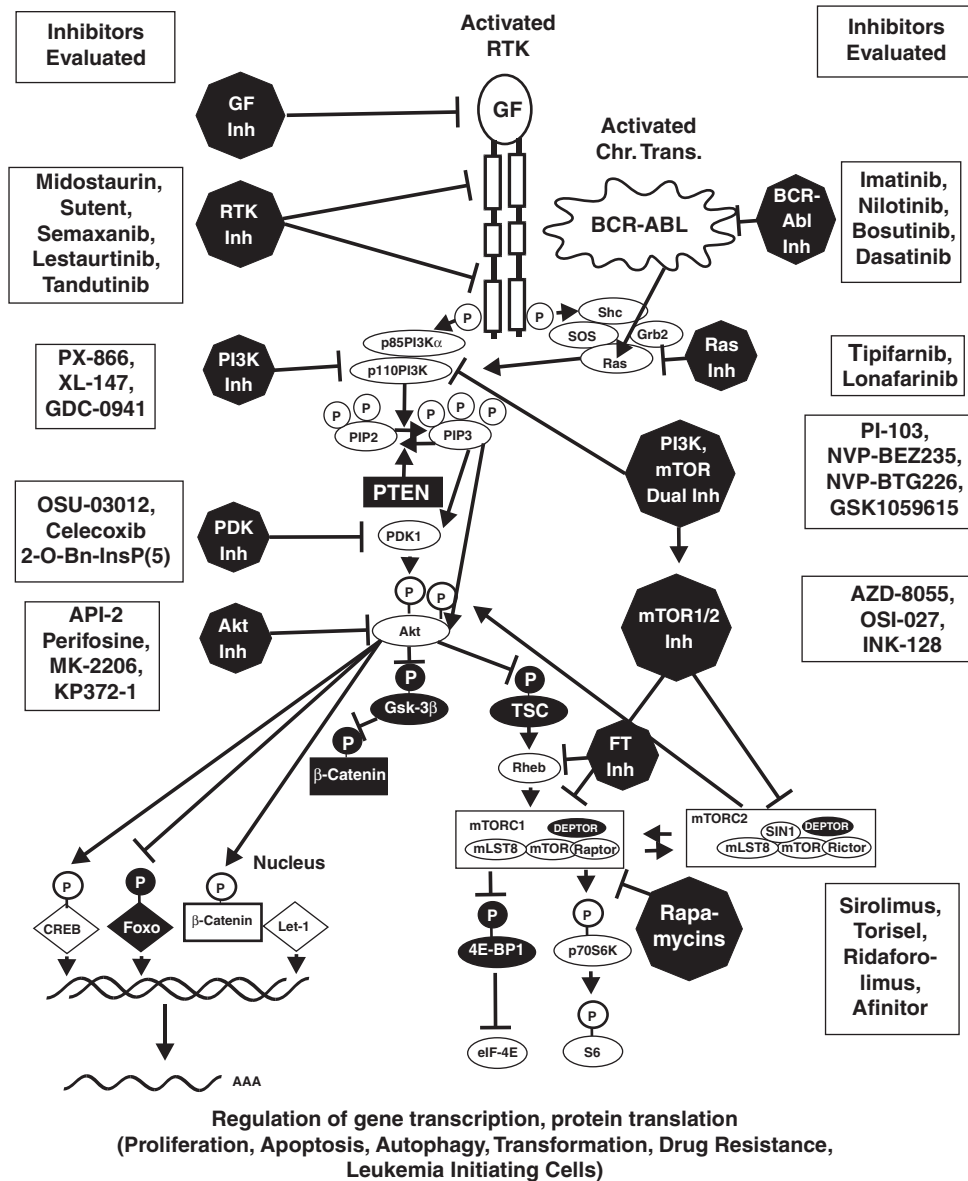 Inhibitors
Evaluated
Activated
RTK
Inhibitors
Evaluated
GF
Inh
GF
Activated
Chr. Trans.
Midostaurin,
Sutent,
Semaxanib,
Lestaurtinib,
Tandutinib
RTK
Inh
BCR-ABL
BCR-
Abl
Inh
Imatinib,
Nilotinib,
Bosutinib,
Dasatinib
P
P
Shc
SOS
Grb2
Ras
Ras
Inh
p85PI3Kα
p110PI3K
PX-866,
XL-147,
GDC-0941
PI3K
Inh
Tipifarnib,
Lonafarinib
P
P
P
P
P
PIP2
PIP3
PI3K,
mTOR
Dual Inh
PI-103,
NVP-BEZ235,
NVP-BTG226,
GSK1059615
PTEN
OSU-03012,
Celecoxib
2-O-Bn-InsP(5)
PDK
Inh
PDK1
P
P
API-2
Perifosine,
MK-2206,
KP372-1
Akt
Inh
Akt
mTOR1/2
Inh
AZD-8055,
OSI-027,
INK-128
P
Gsk-3β
P
TSC
P
β-Catenin
Rheb
FT
Inh
mTORC1
DEPTOR
mLST8
mTOR
Raptor
mTORC2
SIN1
DEPTOR
mLST8
mTOR
Rictor
Nucleus
P
P
P
CREB
Foxo
β-Catenin
Let-1
P
4E-BP1
P
p70S6K
Rapa-
mycins
Sirolimus,
Torisel,
Ridaforo-
limus,
Afinitor
P
eIF-4E
S6
AAA
Regulation of gene transcription, protein translation
(Proliferation, Apoptosis, Autophagy, Transformation, Drug Resistance,
Leukemia Initiating Cells)